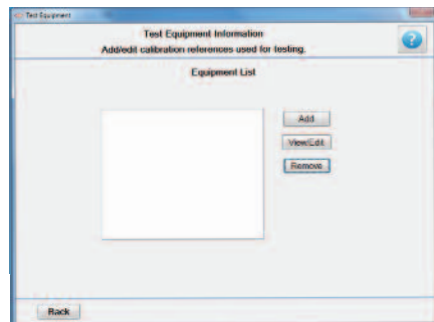 Test Equipment
Test Equipment Information
Add/edit calibration references used for testing.
?
Equipment List
Add
View/Edit
Remove
Back